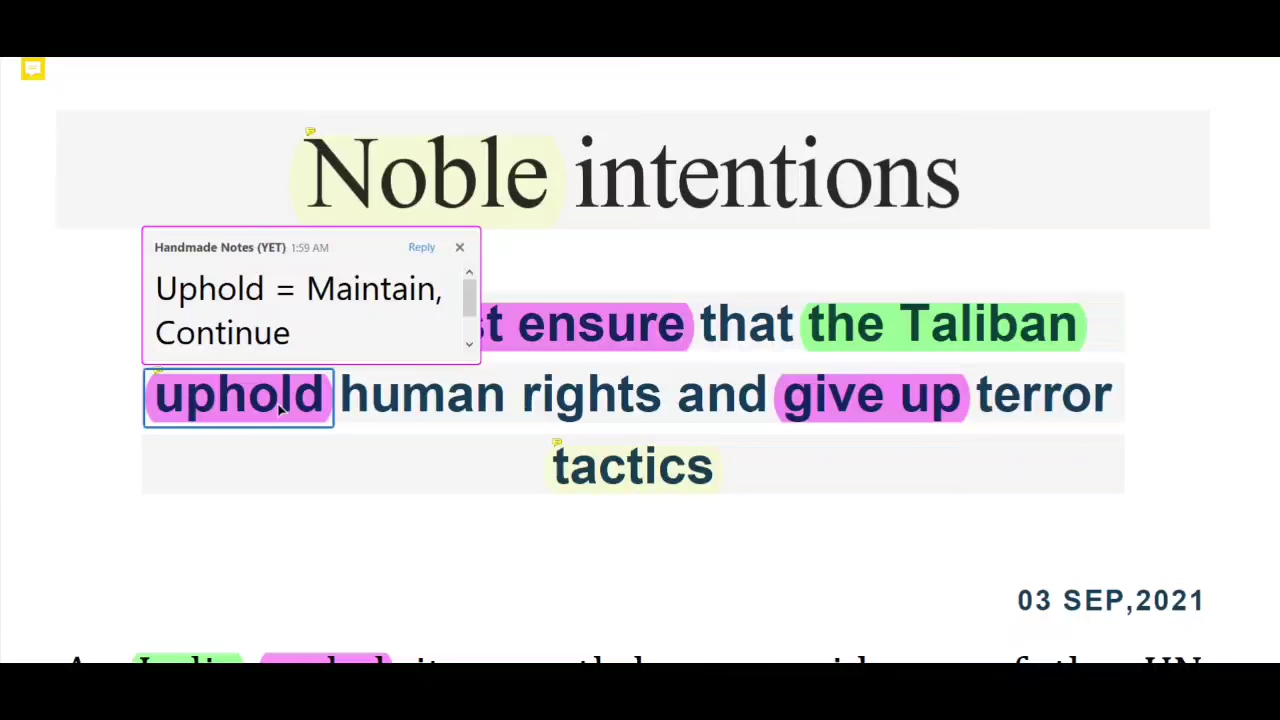 Noble intentions
Handmade Notes (YET) 1:59 AM Reply
Uphold = Maintain,
Continue
ensure that the Taliban
uphold human rights and give up terror
tactics
03 SEP,2021